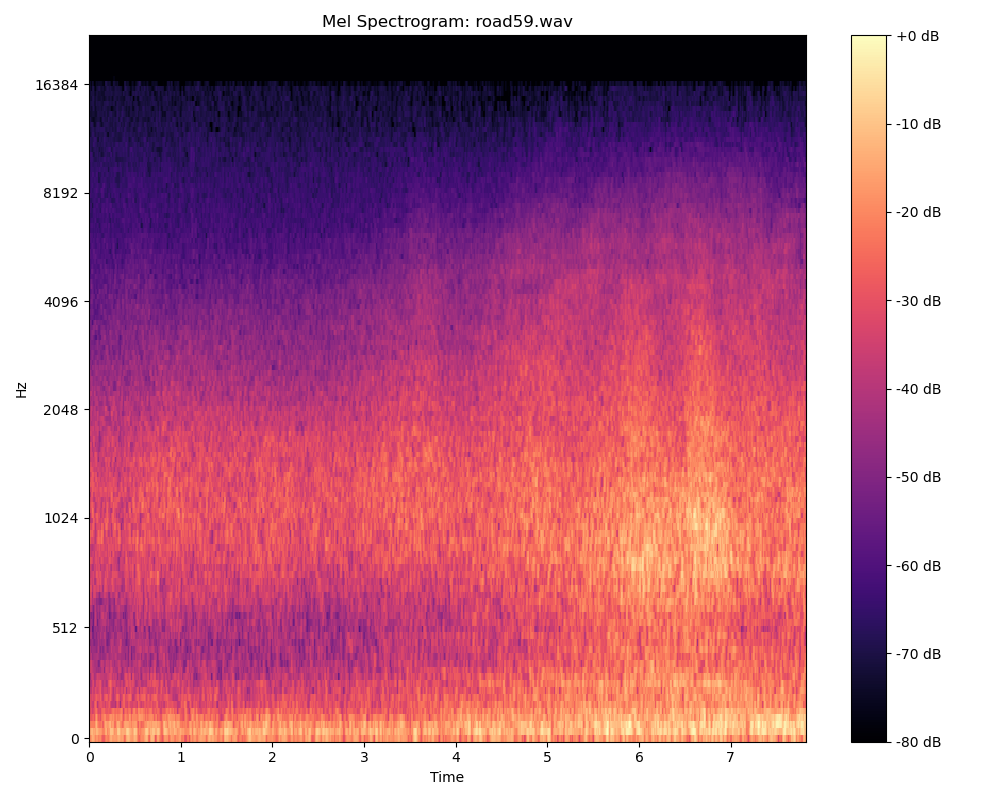 Mel Spectrogram: road59.wav
+0 dB
16384
-10 dB
8192
-20 dB
-30 dB
4096
Hz
-40 dB
2048
-50 dB
1024
-60 dB
512
-70 dB
0
-80 dB
0 1 2 3 4 5 6 7
Time